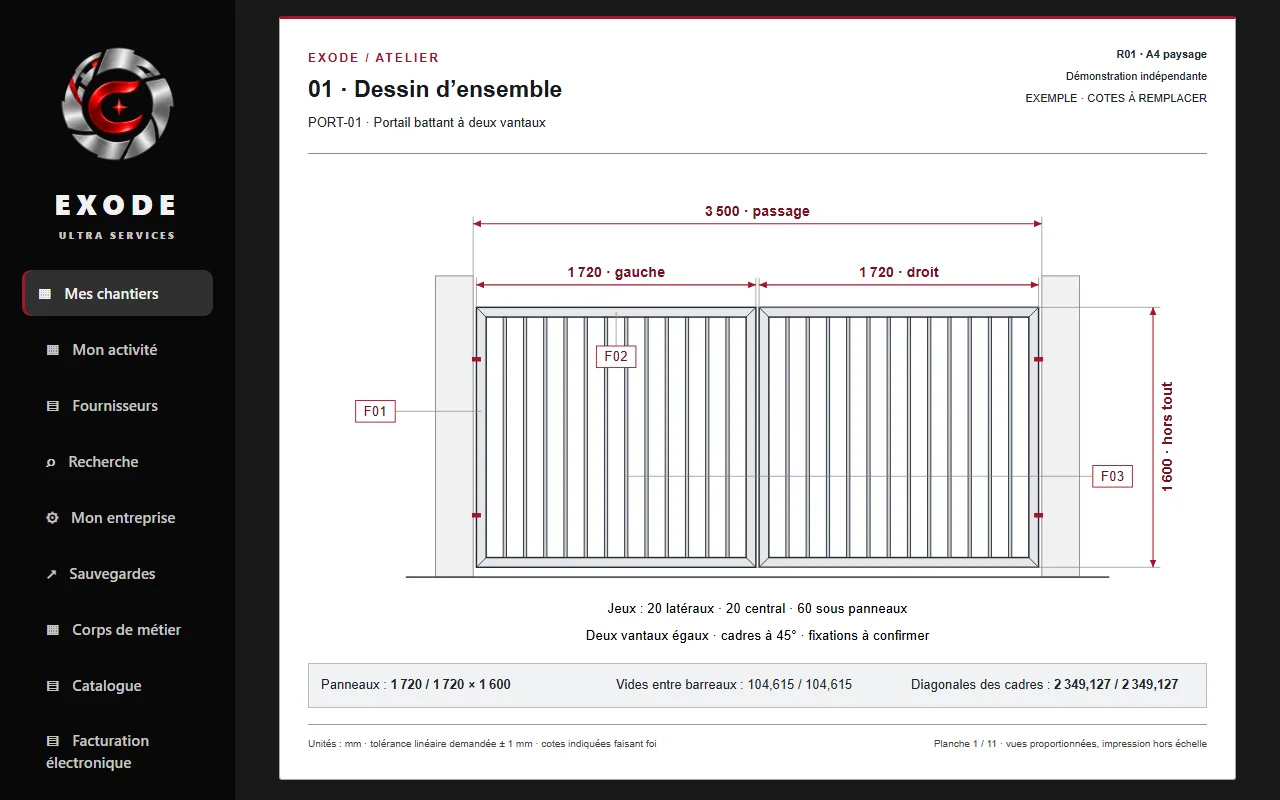 EXODE
ULTRA SERVICES
Mes chantiers
Mon activité
Fournisseurs
Recherche
Mon entreprise
Sauvegardes
Corps de métier
Catalogue
Facturation
électronique
EXODE / ATELIER
01 · Dessin d’ensemble
PORT-01 · Portail battant à deux vantaux
R01 · A4 paysage
Démonstration indépendante
EXEMPLE · COTES À REMPLACER
3 500 · passage
1 720 · gauche
1 720 · droit
F02
F01
F03
1 600 · hors tout
Jeux : 20 latéraux · 20 central · 60 sous panneaux
Deux vantaux égaux · cadres à 45° · fixations à confirmer
Panneaux : 1 720 / 1 720 × 1 600
Vides entre barreaux : 104,615 / 104,615
Diagonales des cadres : 2 349,127 / 2 349,127
Unités : mm · tolérance linéaire demandée ± 1 mm · cotes indiquées faisant foi
Planche 1 / 11 · vues proportionnées, impression hors échelle